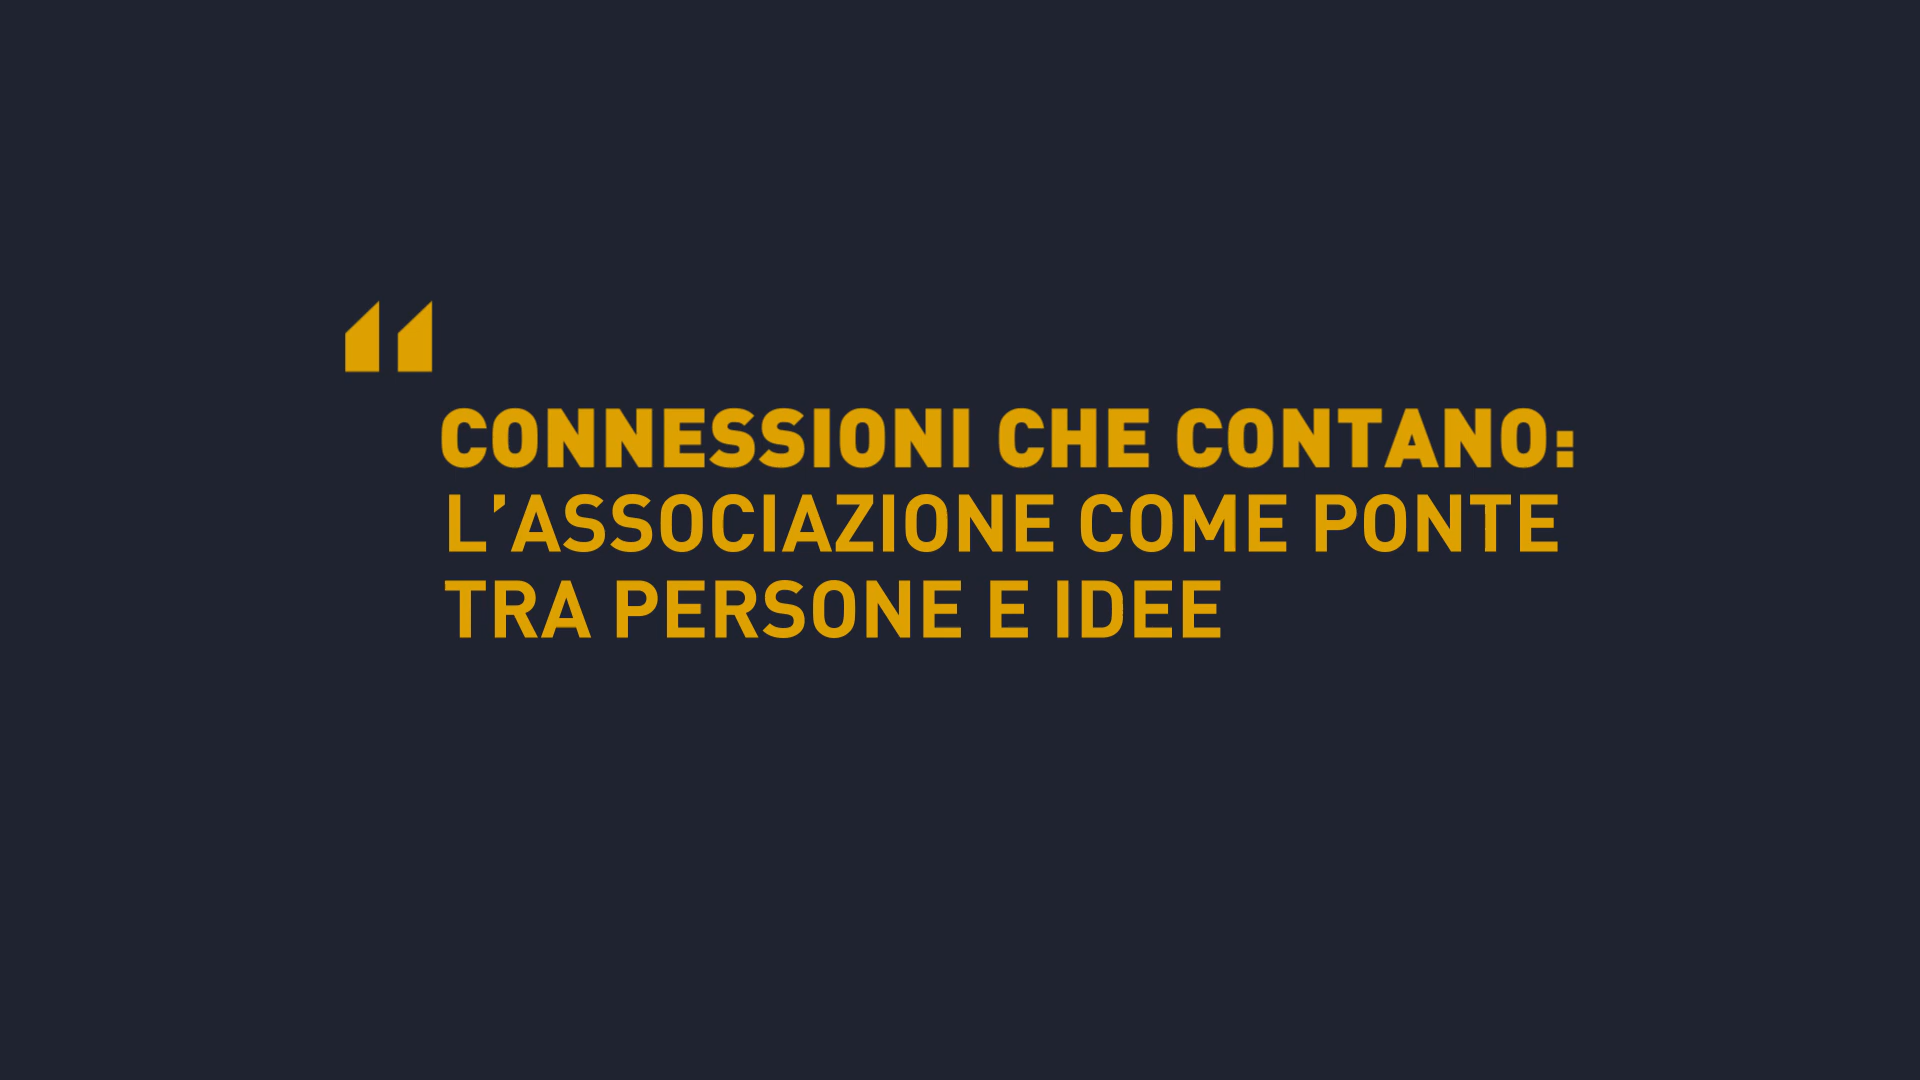 “
CONNESSIONI CHE CONTANO:
L’ASSOCIAZIONE COME PONTE
TRA PERSONE E IDEE